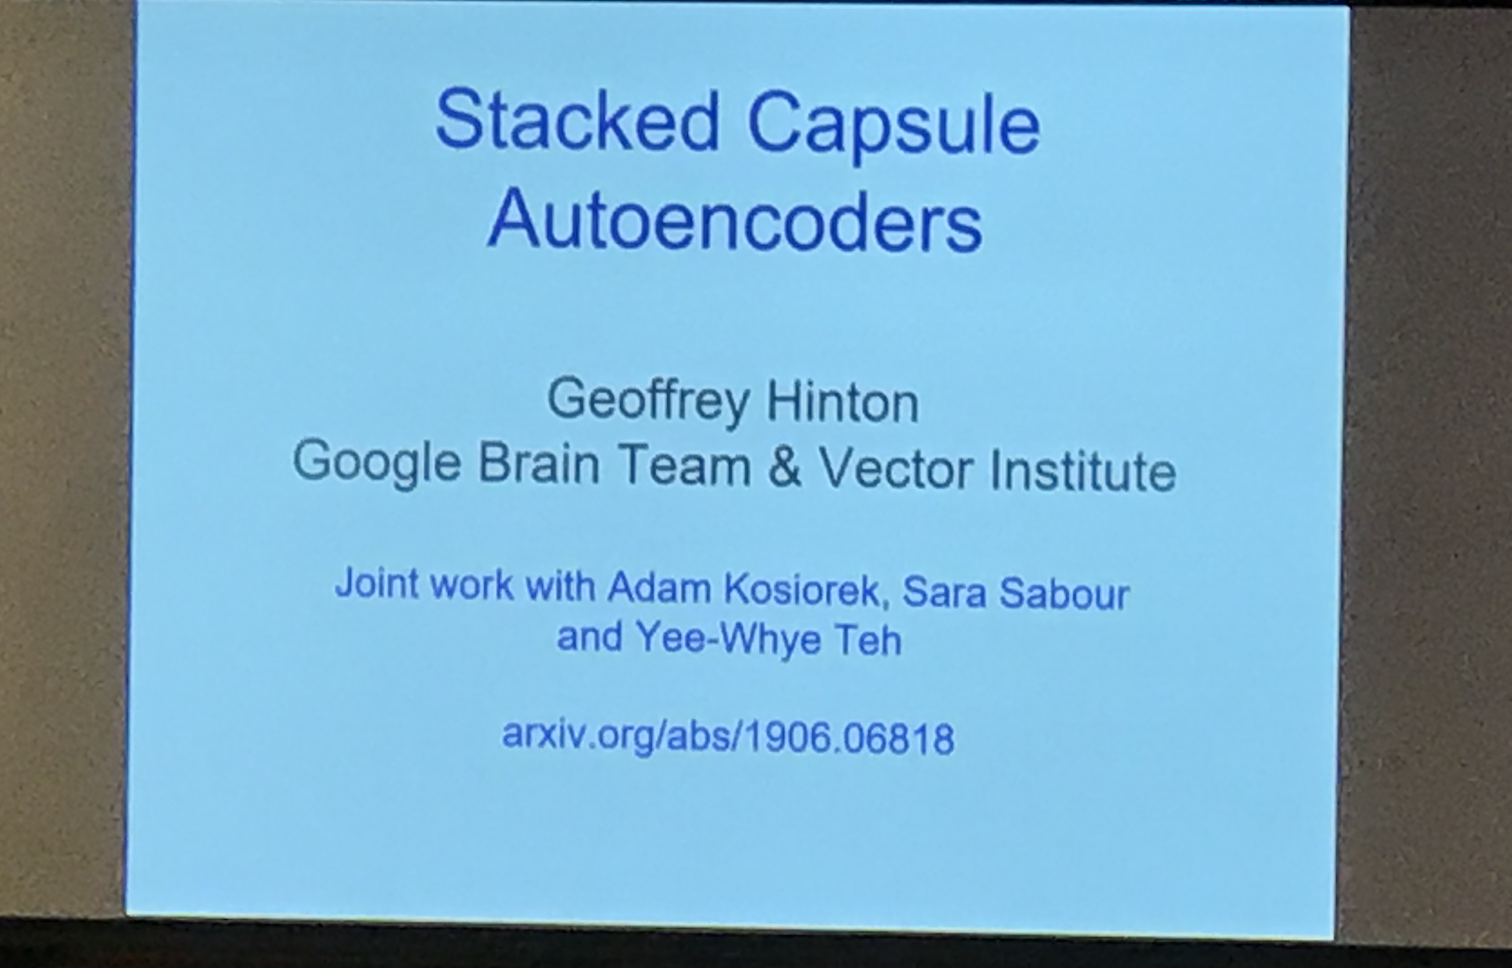 Stacked Capsule
Autoencoders
Geoffrey Hinton
Google Brain Team & Vector Institute
Joint work with Adam Kosiorek, Sara Sabour
and Yee-Whye Teh
arxiv.org/abs/1906.06818